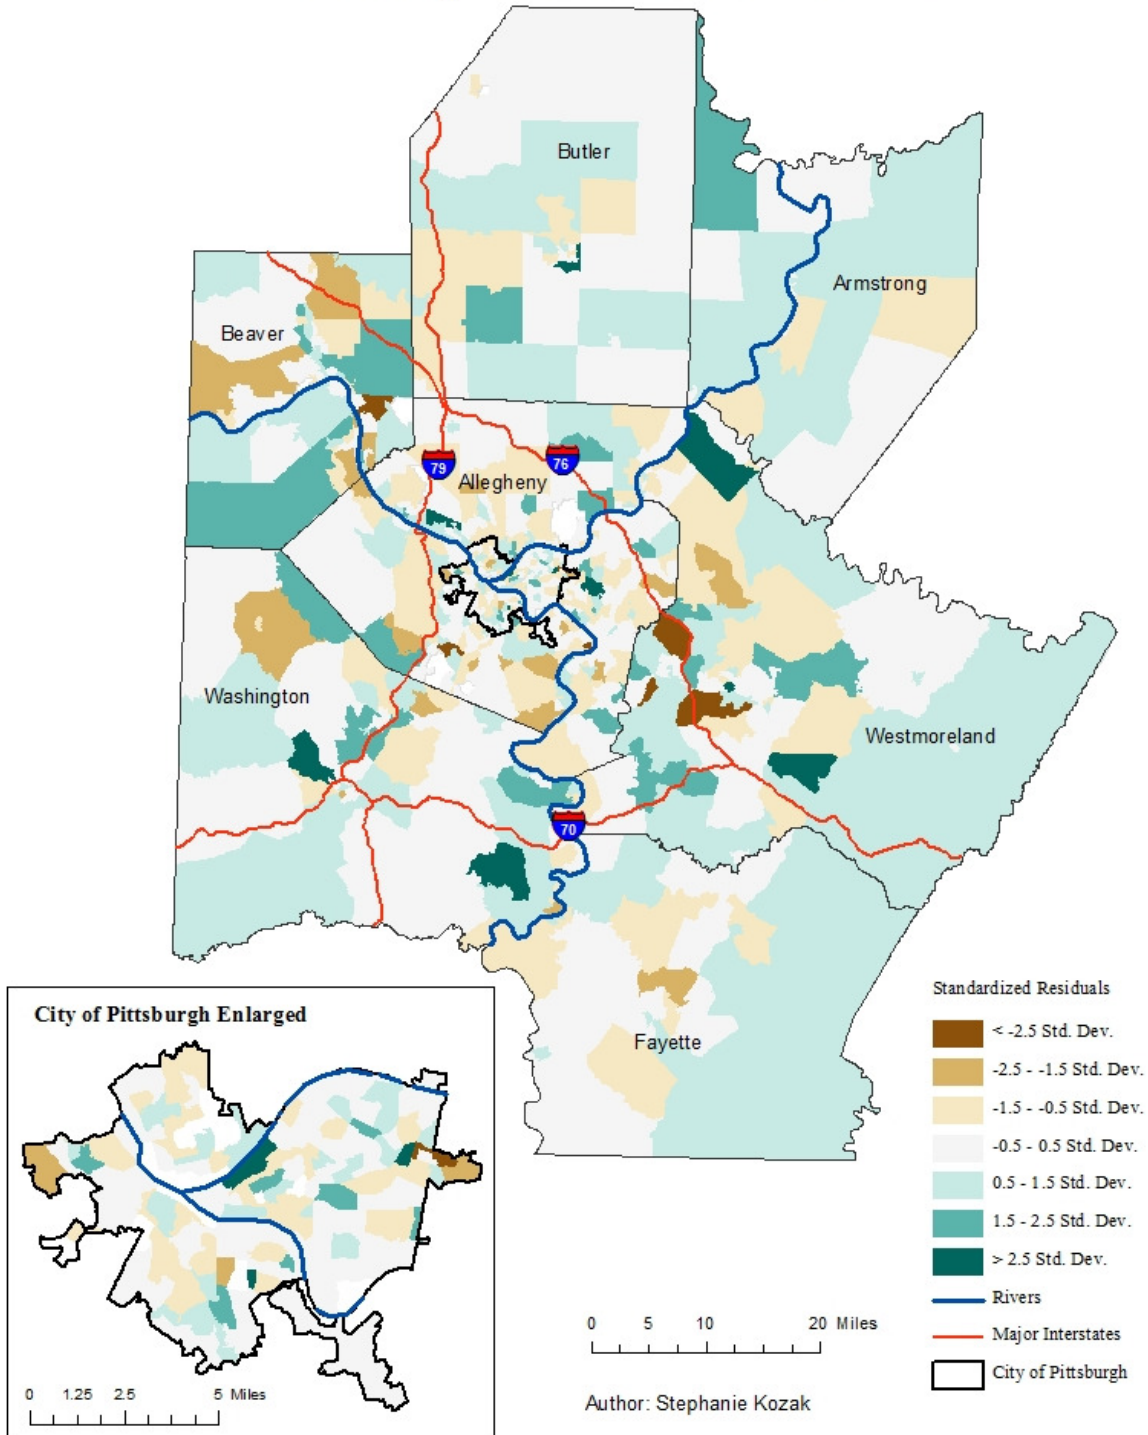 Butler
Armstrong
Beaver
79
76
Allegheny
Washington
Westmoreland
70
Fayette
City of Pittsburgh Enlarged
0 1.25 2.5 5 Miles
0 5 10 20 Miles
Author: Stephanie Kozak
Standardized Residuals
< -2.5 Std. Dev.
-2.5 - -1.5 Std. Dev.
-1.5 - -0.5 Std. Dev.
-0.5 - 0.5 Std. Dev.
0.5 - 1.5 Std. Dev.
1.5 - 2.5 Std. Dev.
> 2.5 Std. Dev.
Rivers
Major Interstates
City of Pittsburgh